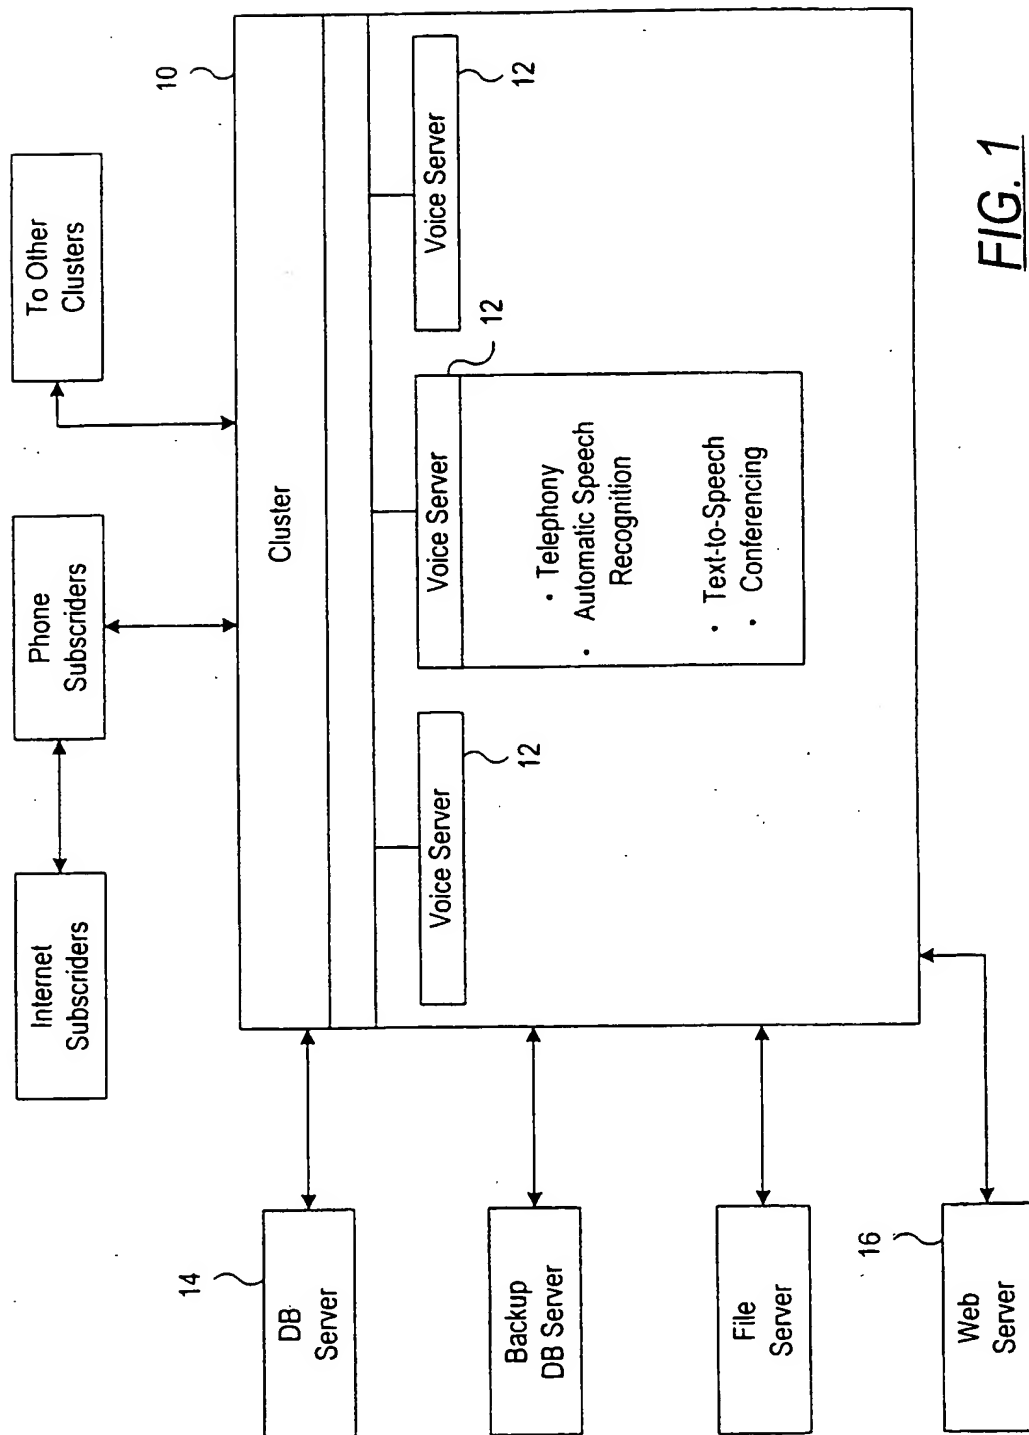 Internet
Subscriders
Phone
Subscriders
To Other
Clusters
10
Cluster
Voice Server
12
Voice Server
12
Voice Server
12
• Telephony
• Automatic Speech
Recognition
• Text-to-Speech
• Conferencing
14
DB
Server
Backup
DB Server
File
Server
16
Web
Server
FIG. 1